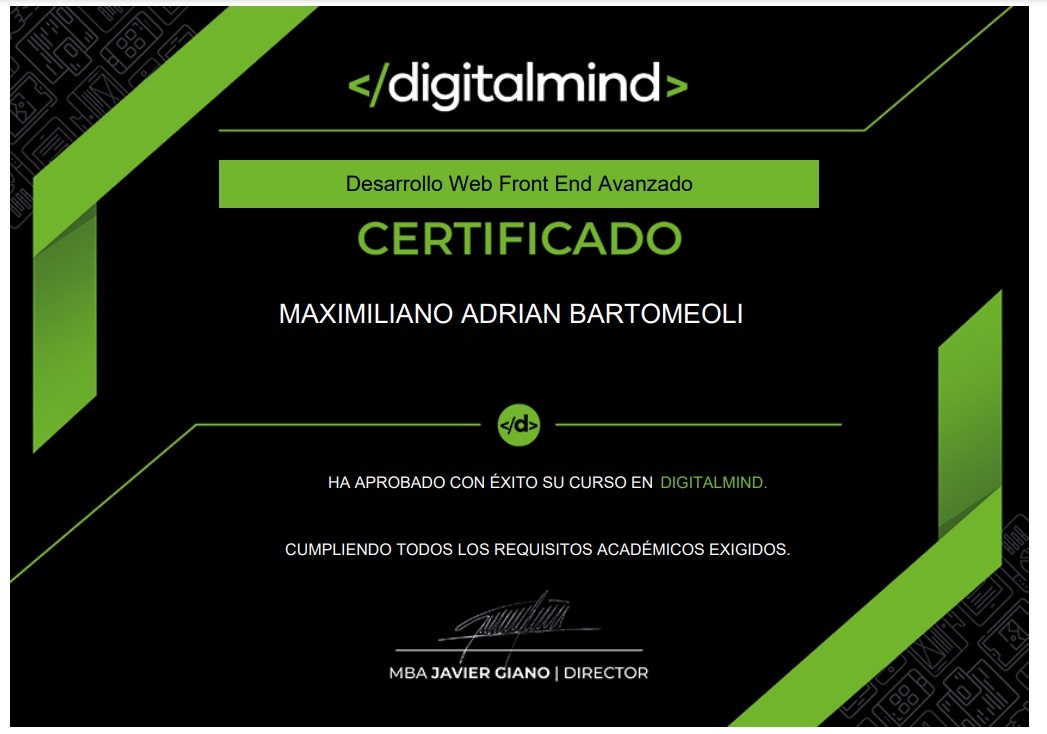 </digitalmind>
Desarrollo Web Front End Avanzado
CERTIFICADO
MAXIMILIANO ADRIAN BARTOMEOLI
</d>
HA APROBADO CON ÉXITO SU CURSO EN DIGITALMIND.
CUMPLIENDO TODOS LOS REQUISITOS ACADÉMICOS EXIGIDOS.
MBA JAVIER GIANO | DIRECTOR